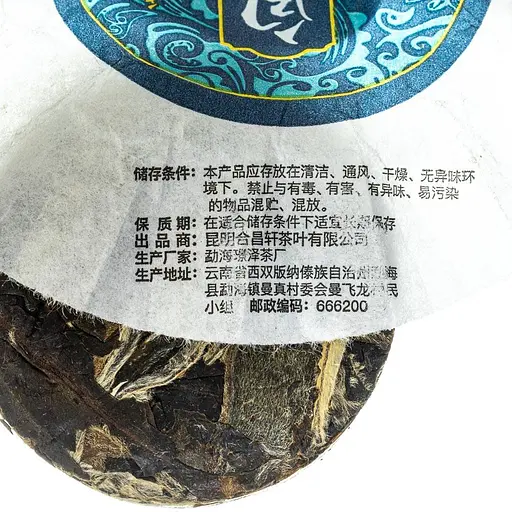 储存条件：本产品应存放在清洁、通风、干燥、无异味环
境下。禁止与有毒、有害、有异味、易污染
的物品混贮、混放。
保 质 期：在适合储存条件下适宜长期保存
出 品 商：昆明合昌轩茶叶有限公司
生产厂家：勐海璟泽茶厂
生产地址：云南省西双版纳傣族自治州勐海
县勐海镇曼真村委会曼飞龙村民
小组 邮政编码：666200